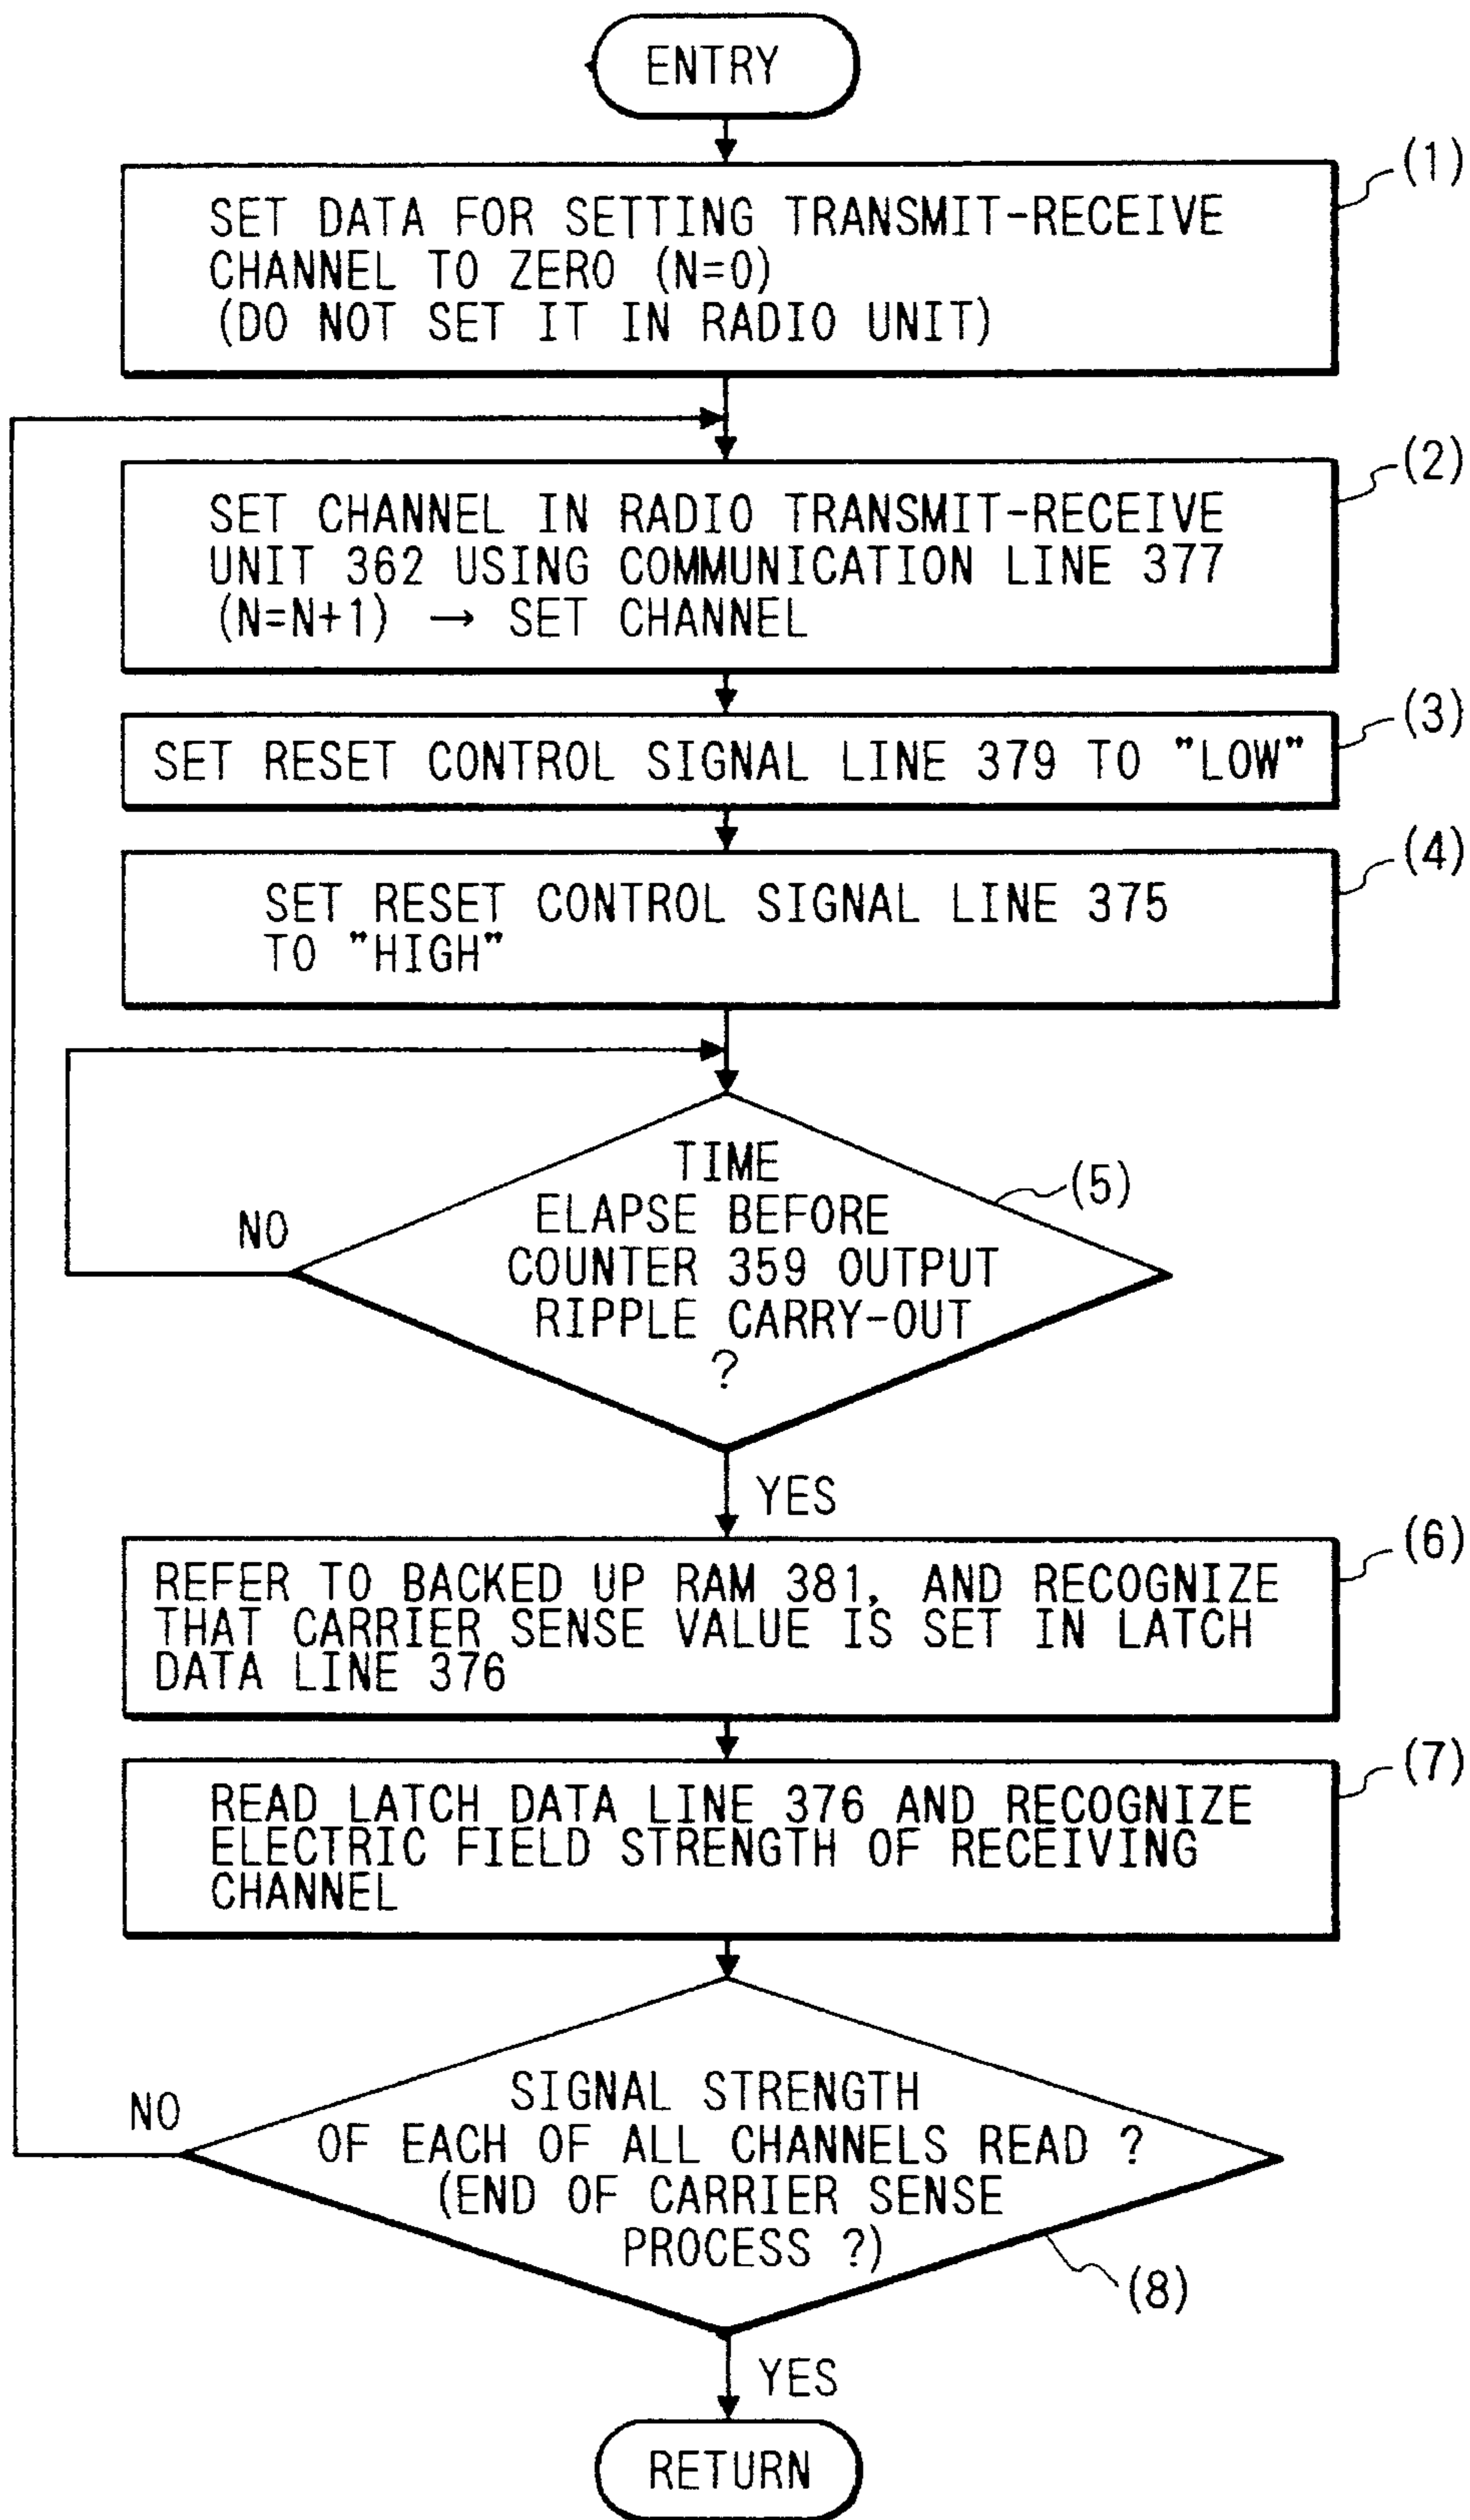 ENTRY
(1)
SET DATA FOR SETTING TRANSMIT-RECEIVE
CHANNEL TO ZERO (N=0)
(DO NOT SET IT IN RADIO UNIT)
(2)
SET CHANNEL IN RADIO TRANSMIT-RECEIVE
UNIT 362 USING COMMUNICATION LINE 377
(N=N+1) → SET CHANNEL
(3)
SET RESET CONTROL SIGNAL LINE 379 TO "LOW"
(4)
SET RESET CONTROL SIGNAL LINE 375
TO "HIGH"
TIME
ELAPSE BEFORE
COUNTER 359 OUTPUT
RIPPLE CARRY-OUT
?
(5)
NO
YES
(6)
REFER TO BACKED UP RAM 381, AND RECOGNIZE
THAT CARRIER SENSE VALUE IS SET IN LATCH
DATA LINE 376
(7)
READ LATCH DATA LINE 376 AND RECOGNIZE
ELECTRIC FIELD STRENGTH OF RECEIVING
CHANNEL
SIGNAL STRENGTH
OF EACH OF ALL CHANNELS READ ?
(END OF CARRIER SENSE
PROCESS ?)
NO
(8)
YES
RETURN